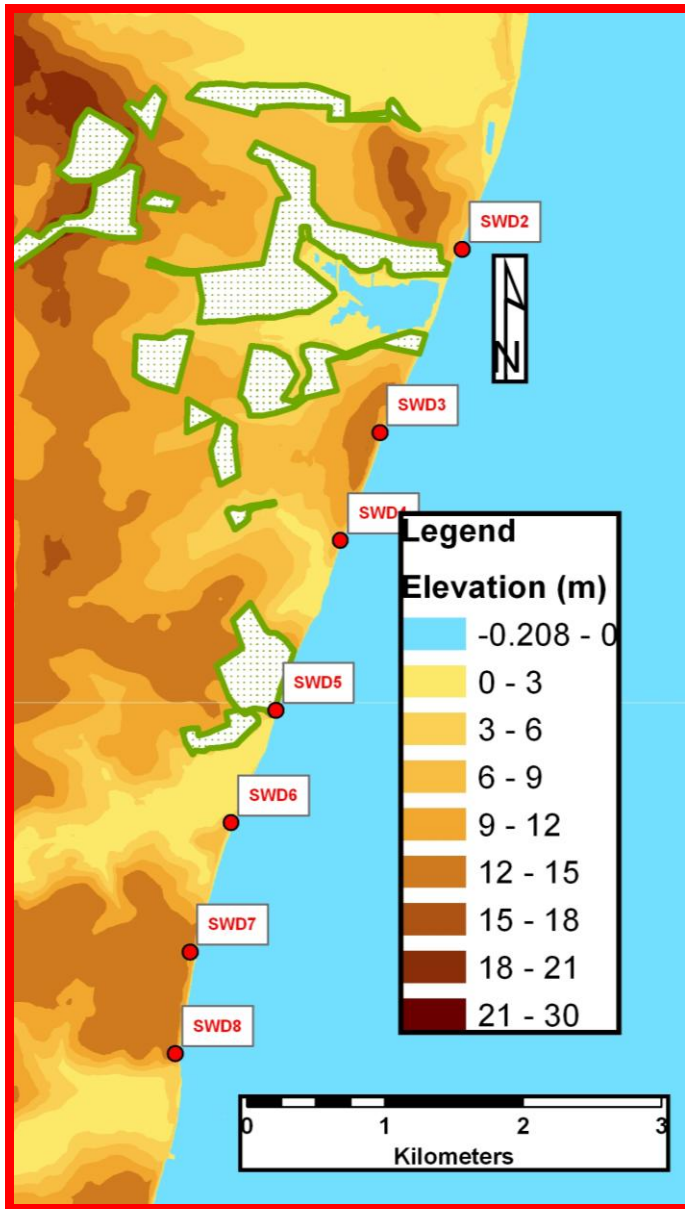 SWD2
N
SWD3
SWD4
Legend
Elevation (m)
-0.208 - 0
0 - 3
3 - 6
6 - 9
9 - 12
12 - 15
15 - 18
18 - 21
21 - 30
SWD5
SWD6
SWD7
SWD8
0 1 2 3
Kilometers